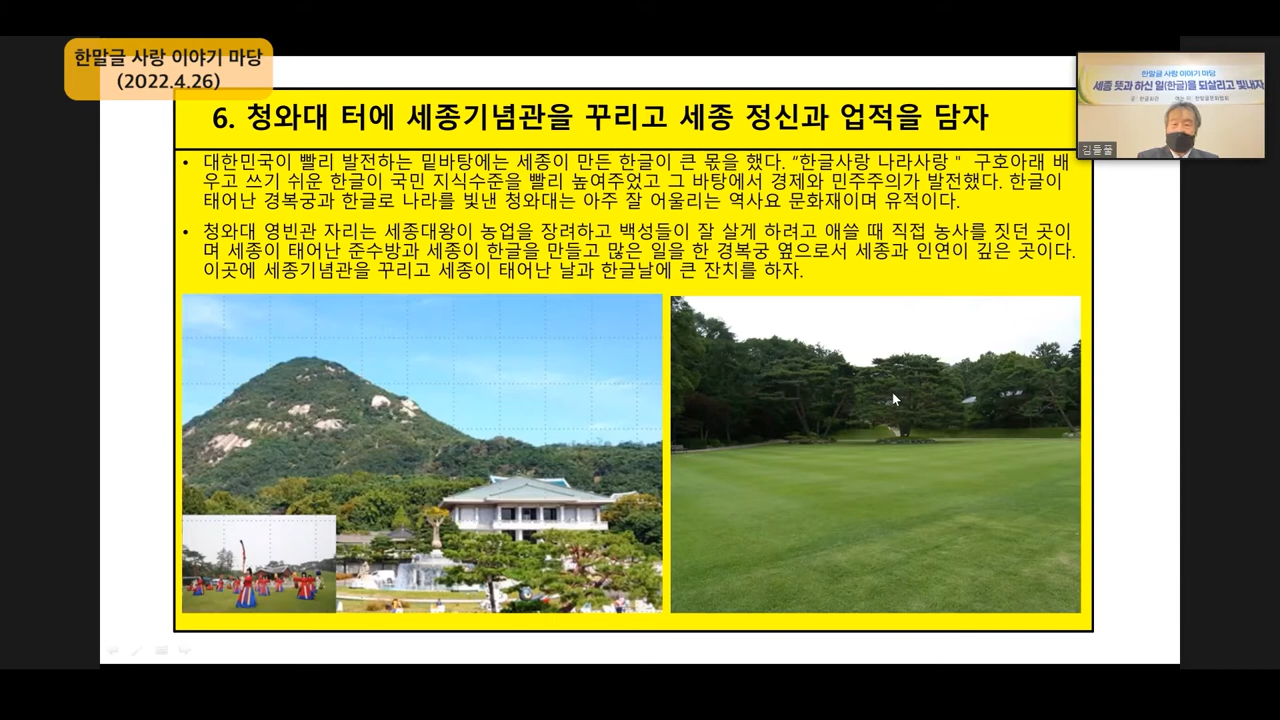 한말글 사랑 이야기 마당
(2022.4.26)
한말글 사랑 이야기 마당
세종 뜻과 하신 일(한글)을 되살리고 빛내자
김들풀
6. 청와대 터에 세종기념관을 꾸리고 세종 정신과 업적을 담자
• 대한민국이 빨리 발전하는 밑바탕에는 세종이 만든 한글이 큰 몫을 했다. “한글사랑 나라사랑 " 구호아래 배
우고 쓰기 쉬운 한글이 국민 지식수준을 빨리 높여주었고 그 바탕에서 경제와 민주주의가 발전했다. 한글이
태어난 경복궁과 한글로 나라를 빛낸 청와대는 아주 잘 어울리는 역사요 문화재이며 유적이다.
• 청와대 영빈관 자리는 세종대왕이 농업을 장려하고 백성들이 잘 살게 하려고 애쓸 때 직접 농사를 짓던 곳이
며 세종이 태어난 준수방과 세종이 한글을 만들고 많은 일을 한 경복궁 옆으로서 세종과 인연이 깊은 곳이다.
이곳에 세종기념관을 꾸리고 세종이 태어난 날과 한글날에 큰 잔치를 하자.